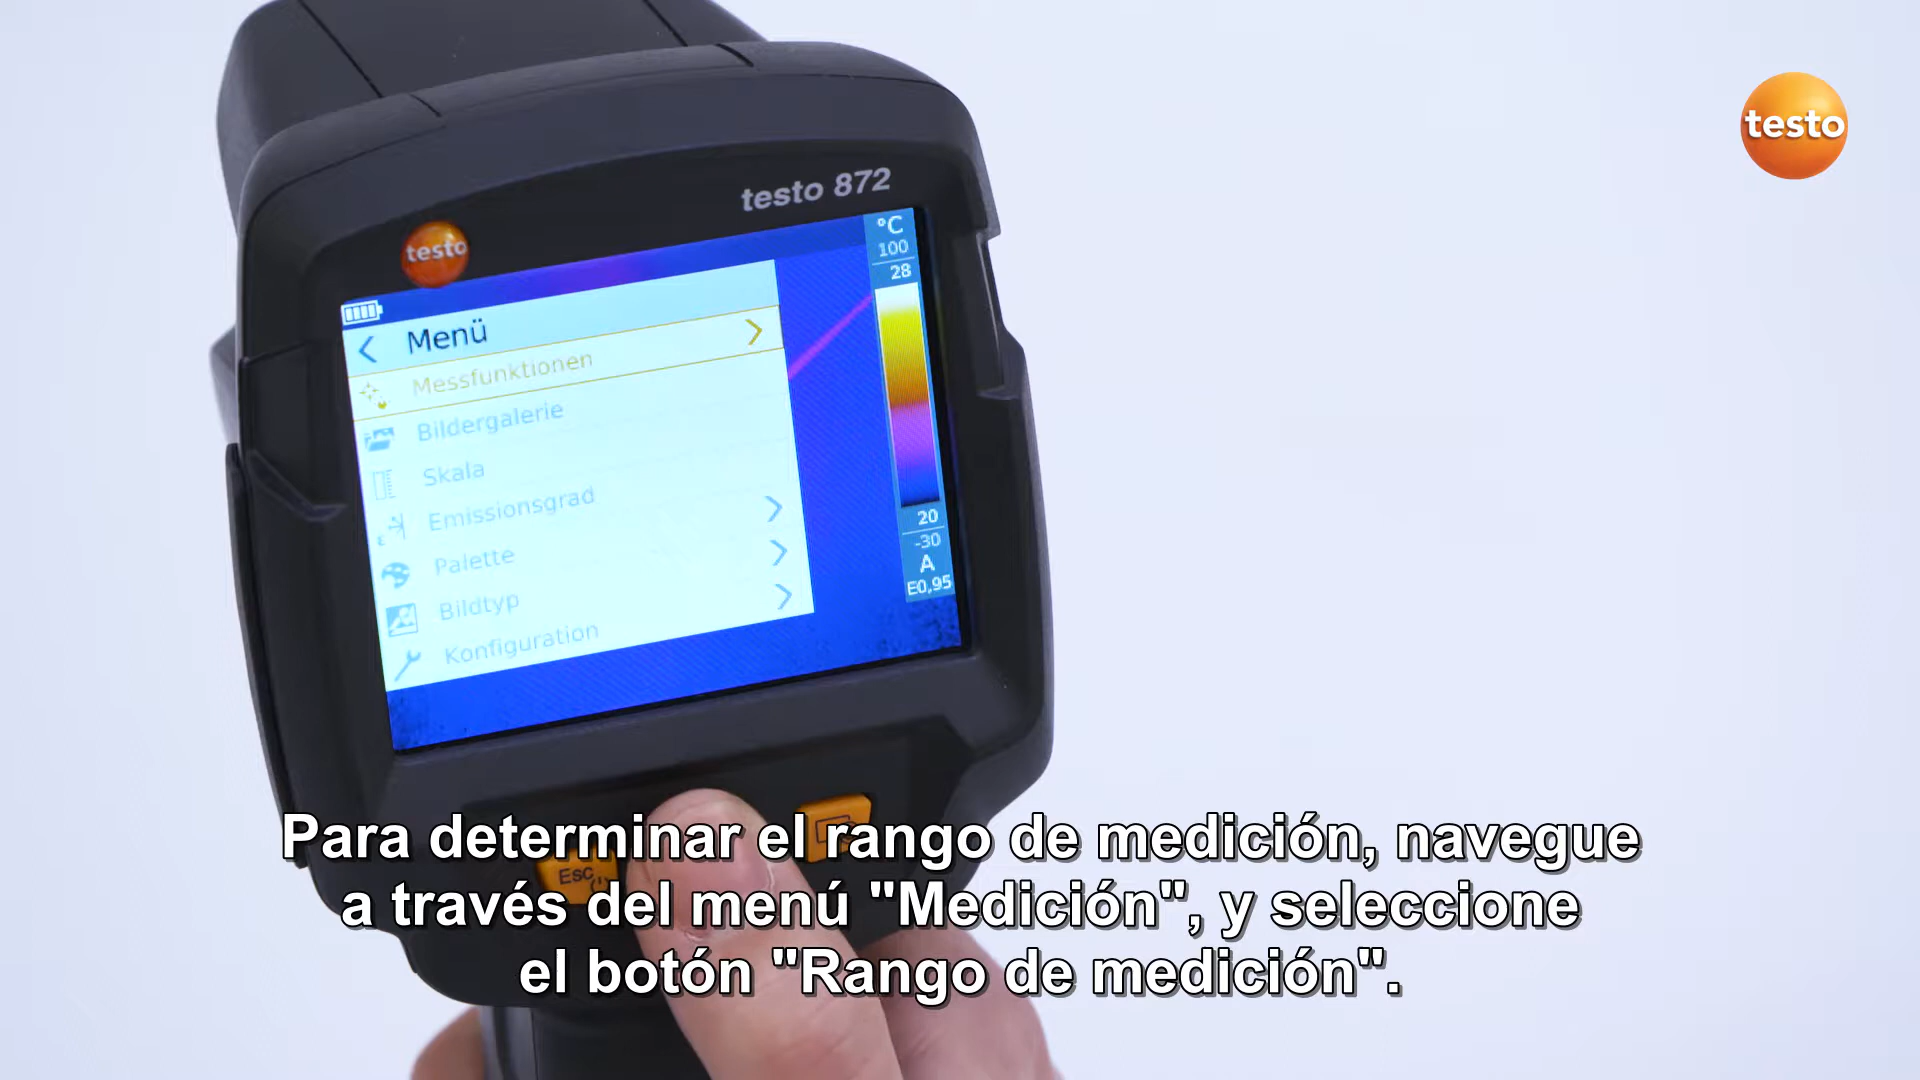 testo
testo 872
testo
°C
100
28
Menü
Messfunktionen
Bildergalerie
Skala
Emissionsgrad
Palette
Bildtyp
Konfiguration
20
-30
A
E0,95
Esc
Para determinar el rango de medición, navegue
a través del menú "Medición", y seleccione
el botón "Rango de medición".